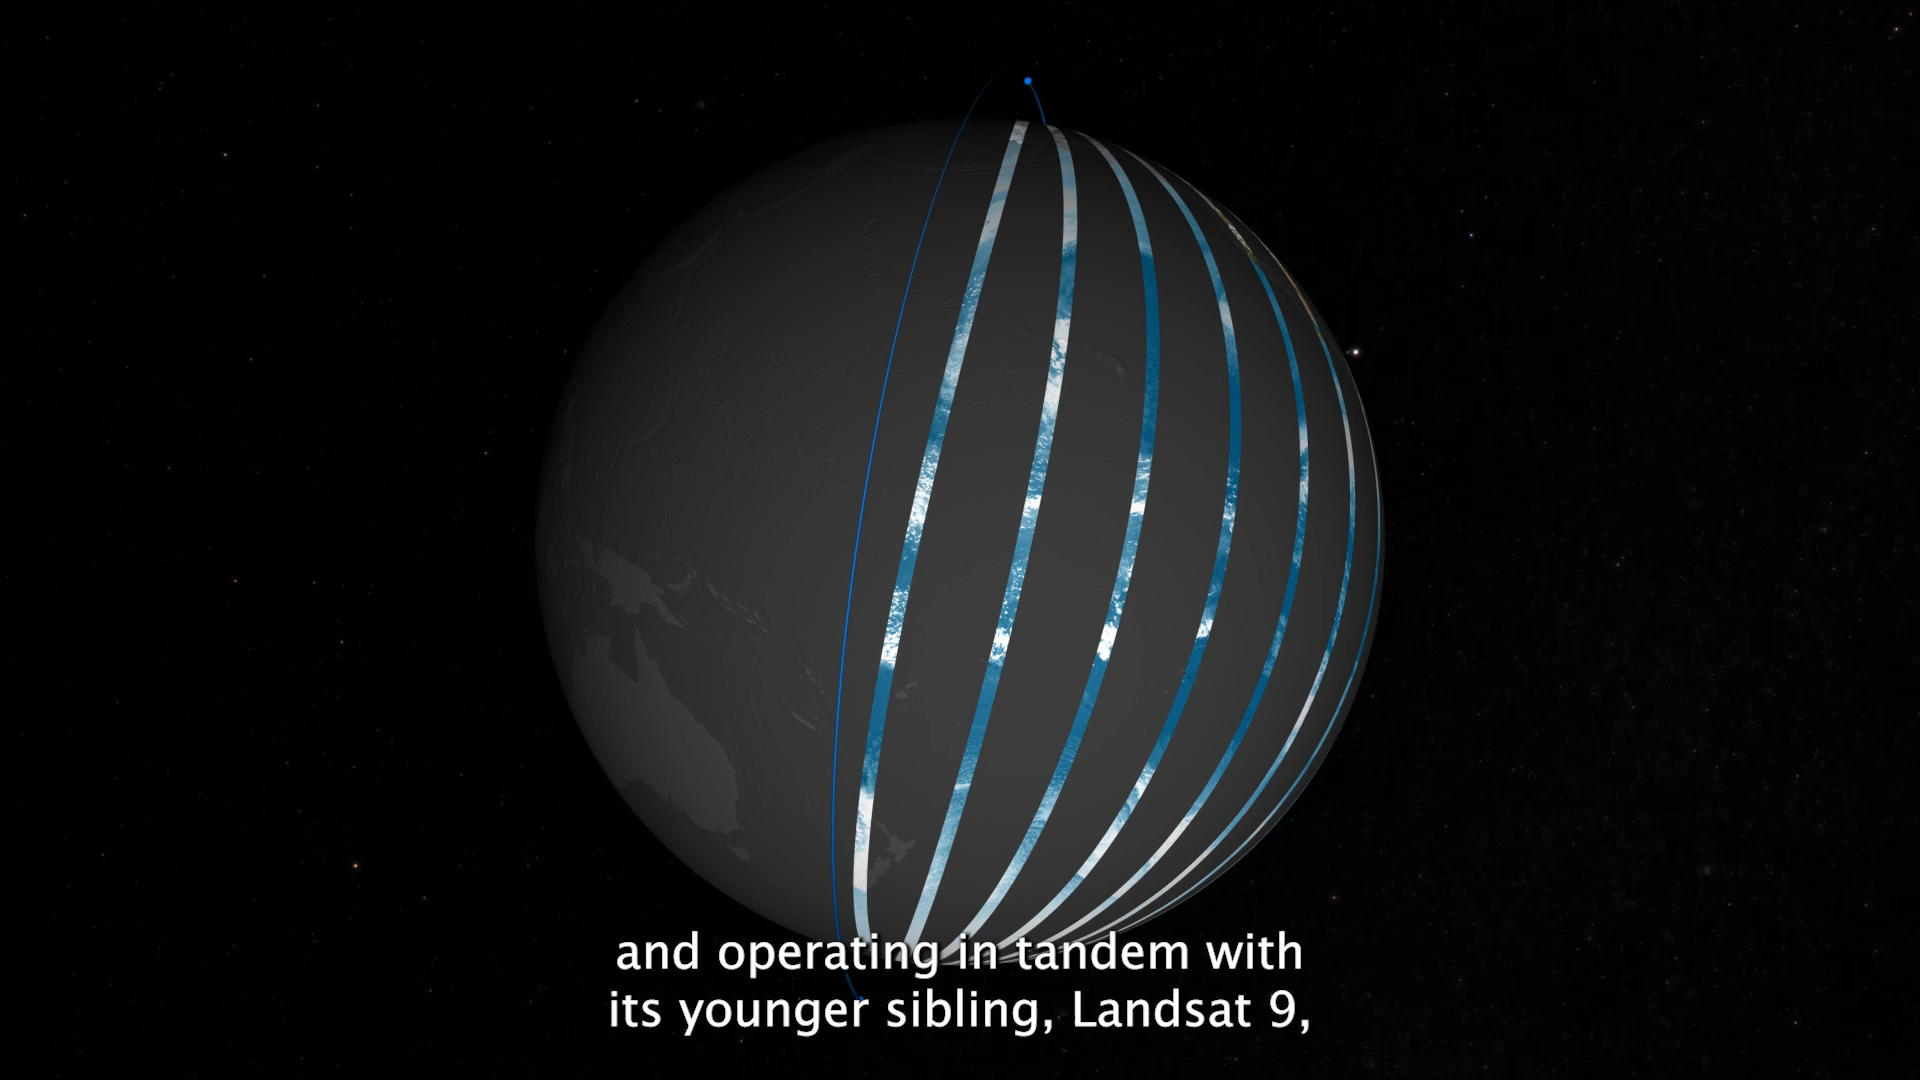 and operating in tandem with
its younger sibling, Landsat 9,